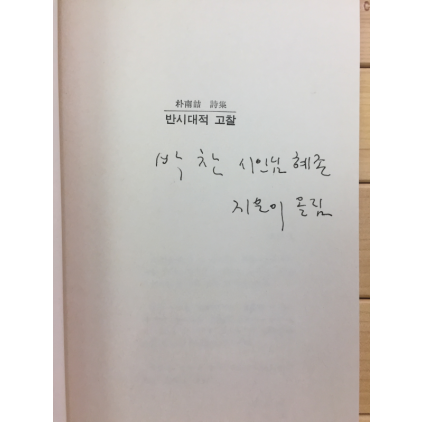 朴南喆 詩集
반시대적 고찰
박찬 시인님 혜존
지은이 올림